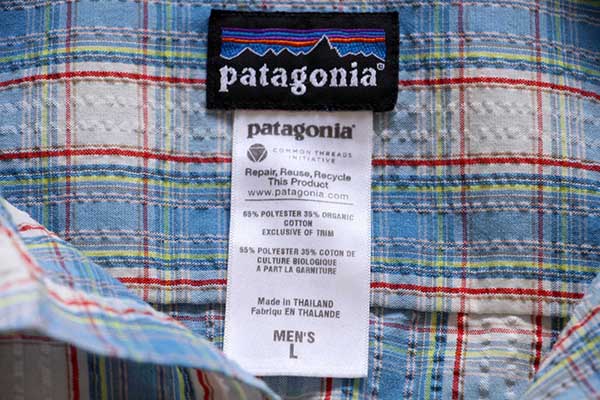 patagonia®
patagonia®
COMMON THREADS
INITIATIVE
Repair, Reuse, Recycle
This Product
www.patagonia.com
65% POLYESTER 35% ORGANIC
COTTON
EXCLUSIVE OF TRIM
65% POLYESTER 35% COTON DE
CULTURE BIOLOGIQUE
A PART LA GARNITURE
Made in THAILAND
Fabriqu en THALANDE
MEN'S
L